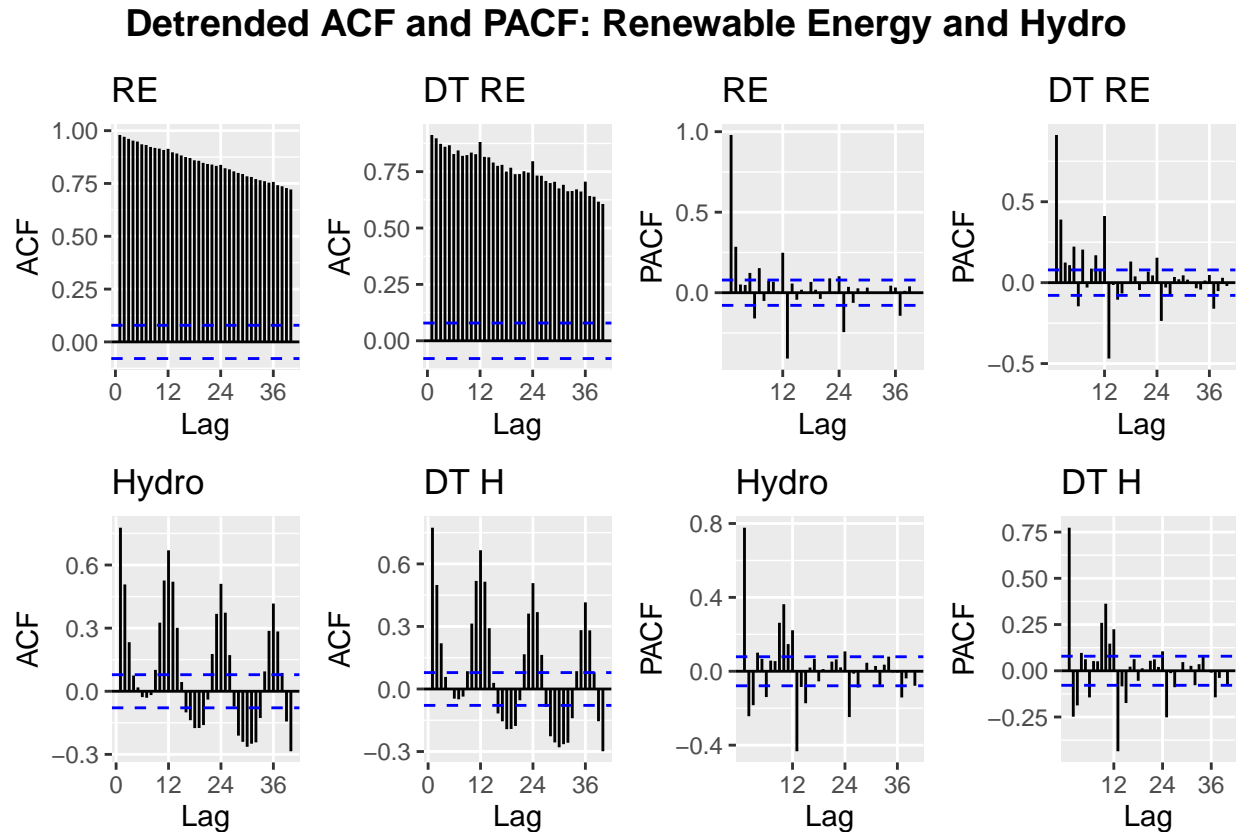 Detrended ACF and PACF: Renewable Energy and Hydro
RE
ACF
1.00
0.75
0.50
0.25
0.00
0 12 24 36
Lag
DT RE
ACF
0.75
0.50
0.25
0.00
0 12 24 36
Lag
RE
PACF
1.0
0.5
0.0
12 24 36
Lag
DT RE
PACF
0.5
0.0
−0.5
12 24 36
Lag
Hydro
ACF
0.6
0.3
0.0
−0.3
0 12 24 36
Lag
DT H
ACF
0.6
0.3
0.0
−0.3
0 12 24 36
Lag
Hydro
PACF
0.8
0.4
0.0
−0.4
12 24 36
Lag
DT H
PACF
0.75
0.50
0.25
0.00
−0.25
12 24 36
Lag